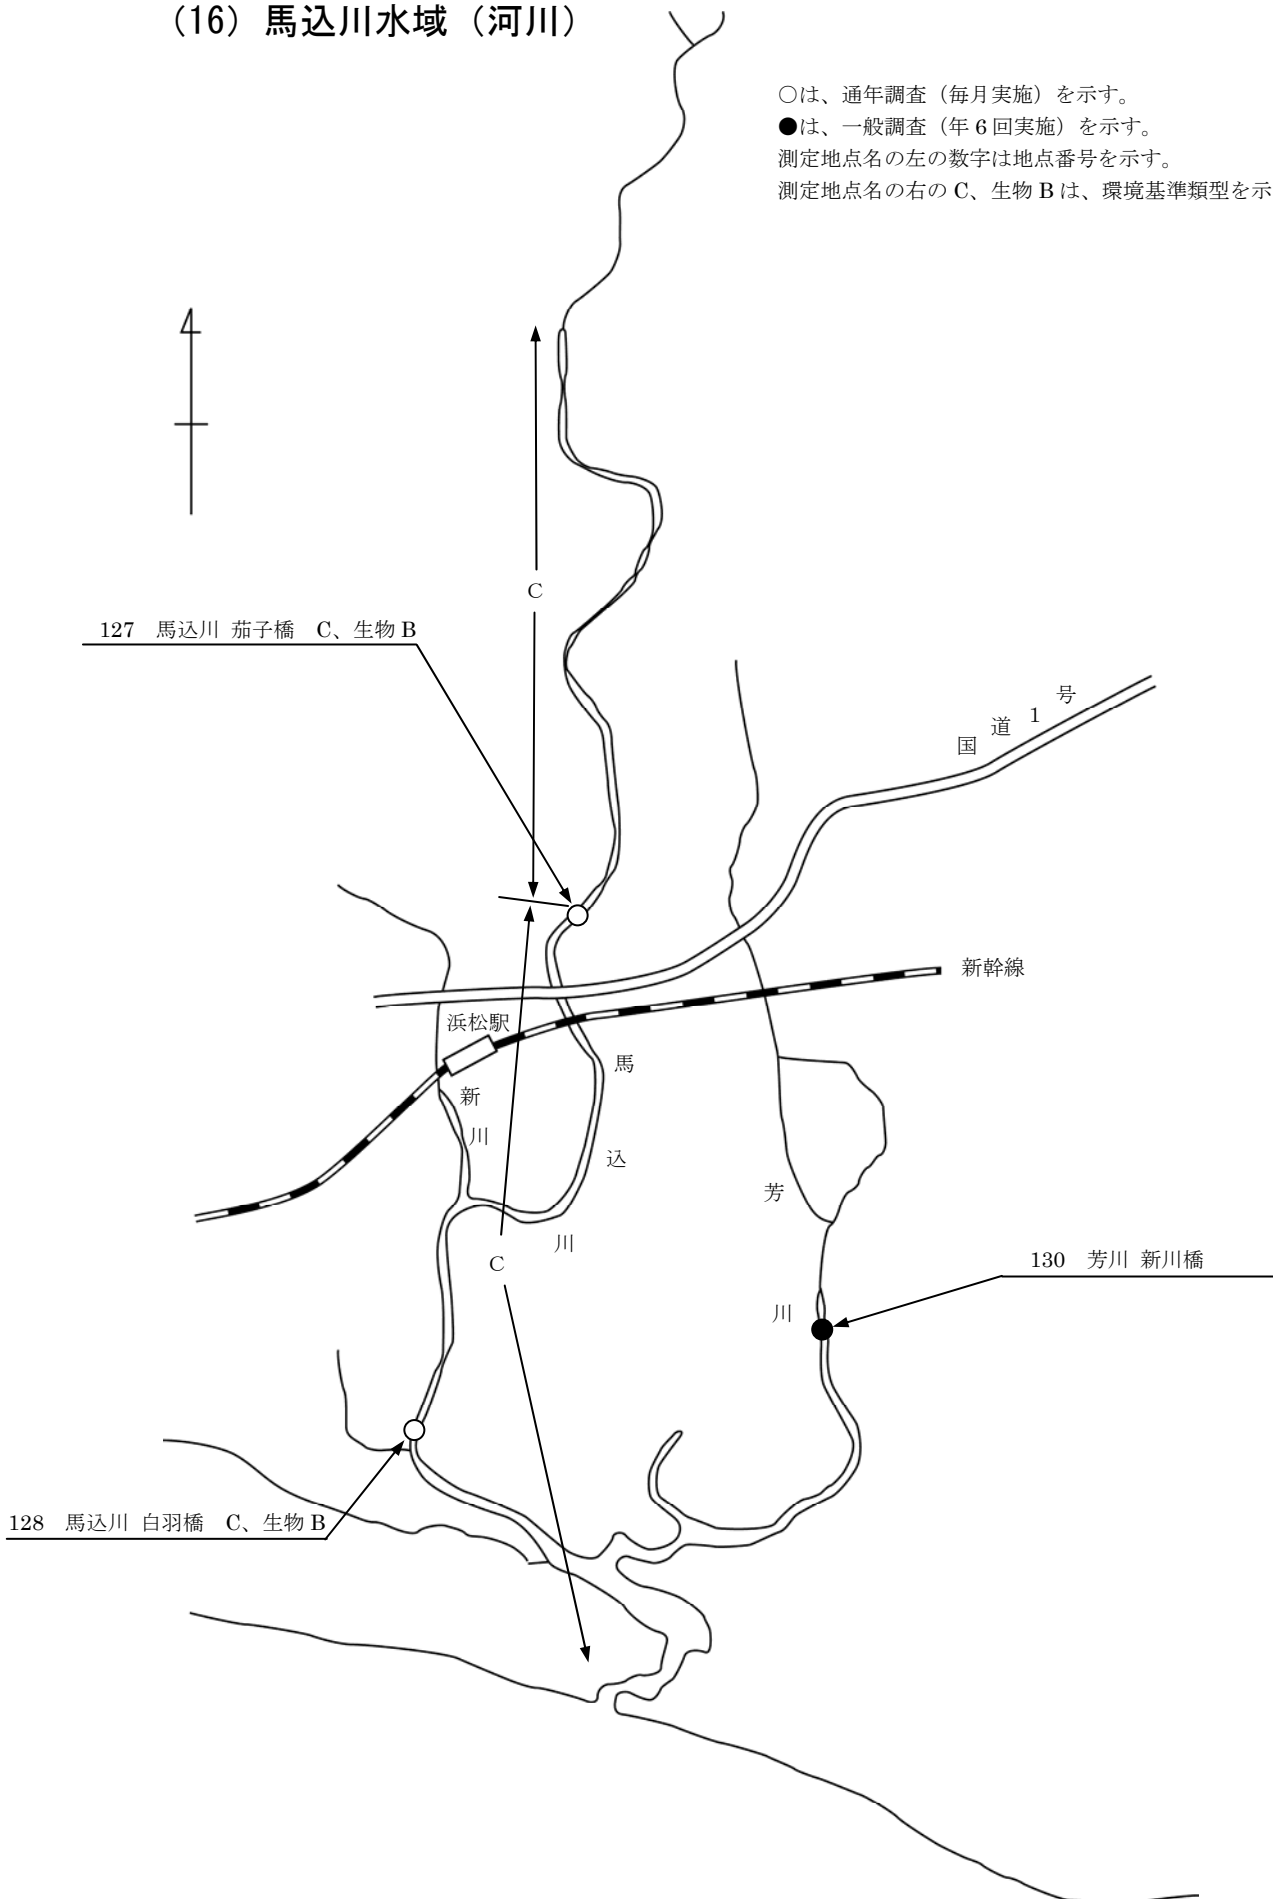 (16) 馬込川水域 (河川)
○は、通年調査（毎月実施）を示す。
●は、一般調査（年 6 回実施）を示す。
測定地点名の左の数字は地点番号を示す。
測定地点名の右の C、生物 B は、環境基準類型を示
C
127 馬込川 茄子橋 C、生物 B
国道1号
新幹線
浜松駅
新川
馬込川
芳川
C
130 芳川 新川橋
128 馬込川 白羽橋 C、生物 B